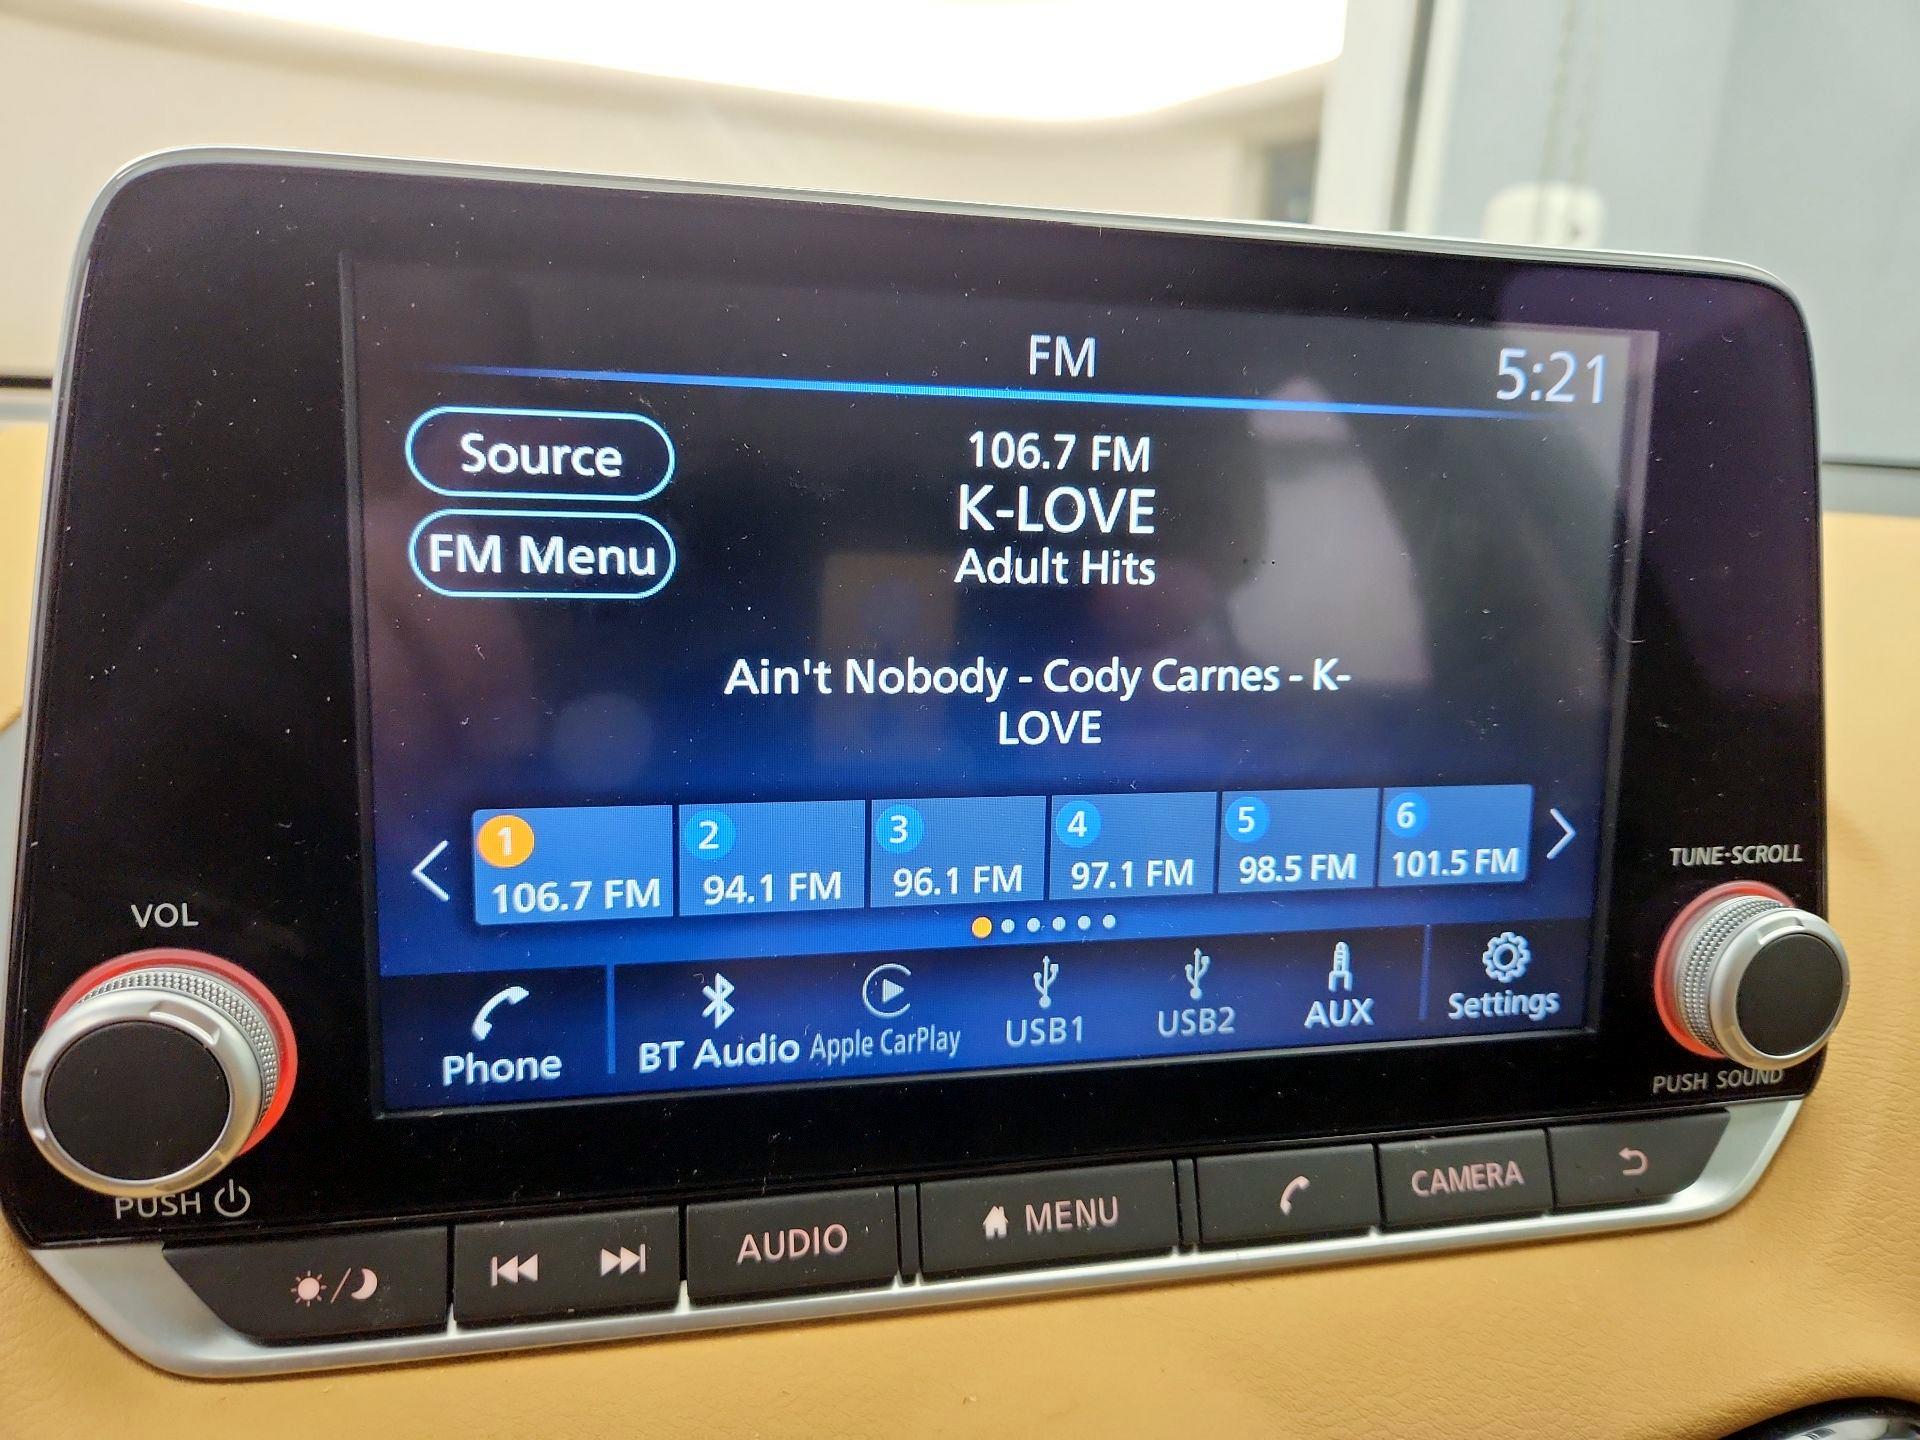 FM
5:21
Source
106.7 FM
K-LOVE
FM Menu
Adult Hits
Ain't Nobody - Cody Carnes - K-
LOVE
1
106.7 FM
2
94.1 FM
3
96.1 FM
4
97.1 FM
5
98.5 FM
6
101.5 FM
Phone
BT Audio
Apple CarPlay
USB1
USB2
AUX
Settings
VOL
PUSH
TUNE·SCROLL
PUSH SOUND
AUDIO
MENU
CAMERA